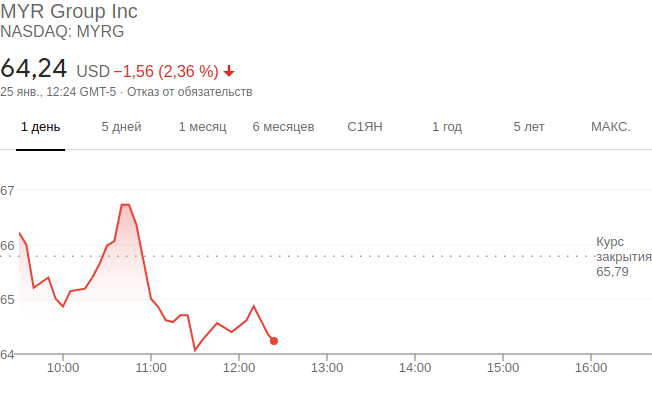 MYR Group Inc
NASDAQ: MYRG
64,24 USD −1,56 (2,36 %)
25 янв., 12:24 GMT-5 · Отказ от обязательств
1 день 5 дней 1 месяц 6 месяцев С1ЯН 1 год 5 лет МАКС.
67
66
65
64
Курс
закрытия
65,79
10:00 11:00 12:00 13:00 14:00 15:00 16:00